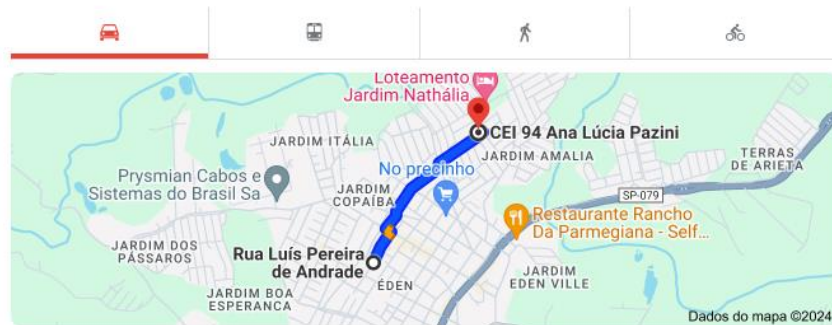 Loteamento
Jardim Nathália
CEI 94 Ana Lúcia Pazini
JARDIM ITÁLIA
JARDIM AMALIA
TERRAS
DE ARIETA
No precinho
Prysmian Cabos e
Sistemas do Brasil Sa
JARDIM
COPAÍBA
SP-079
Restaurante Rancho
Da Parmegiana - Self...
JARDIM DOS
PÁSSAROS
Rua Luís Pereira
de Andrade
JARDIM BOA
ESPERANCA
ÉDEN
JARDIM
EDEN VILLE
Dados do mapa ©2024